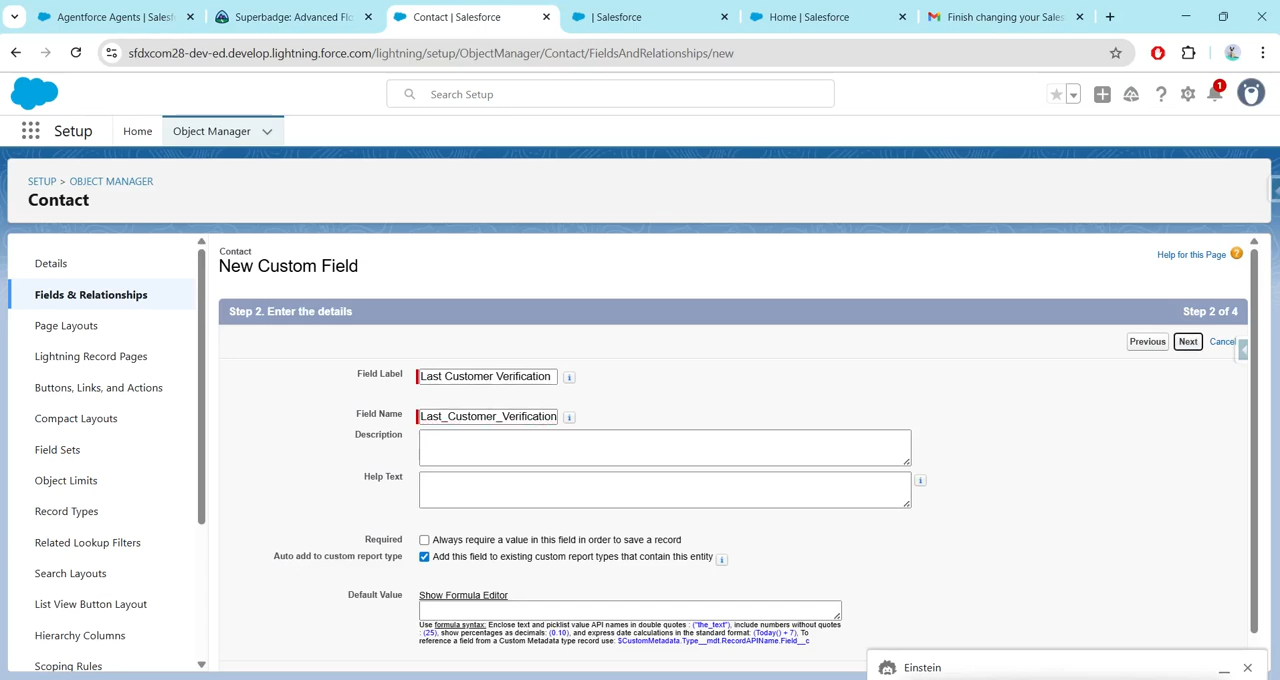 Agentforce Agents | Salesf
Superbadge: Advanced Flo
Contact | Salesforce
| Salesforce
Home | Salesforce
Finish changing your Sales
sfdxcom28-dev-ed.develop.lightning.force.com/lightning/setup/ObjectManager/Contact/FieldsAndRelationships/new
Search Setup
1
Setup
Home
Object Manager
SETUP > OBJECT MANAGER
Contact
Details
Fields & Relationships
Page Layouts
Lightning Record Pages
Buttons, Links, and Actions
Compact Layouts
Field Sets
Object Limits
Record Types
Related Lookup Filters
Search Layouts
List View Button Layout
Hierarchy Columns
Scoping Rules
Contact
New Custom Field
Help for this Page
Step 2. Enter the details
Step 2 of 4
Previous
Next
Cancel
Field Label
Last Customer Verification
Field Name
Last_Customer_Verification
Description
Help Text
Required
Always require a value in this field in order to save a record
Auto add to custom report type
Add this field to existing custom report types that contain this entity
Default Value
Show Formula Editor
Use formula syntax: Enclose text and picklist value API names in double quotes : ("the_text"), include numbers without quotes
: (25), show percentages as decimals: (0.10), and express date calculations in the standard format: (Today() + 7), To
reference a field from a Custom Metadata type record use: $CustomMetadata.Type__mdt.RecordAPIName.Field__c
Einstein